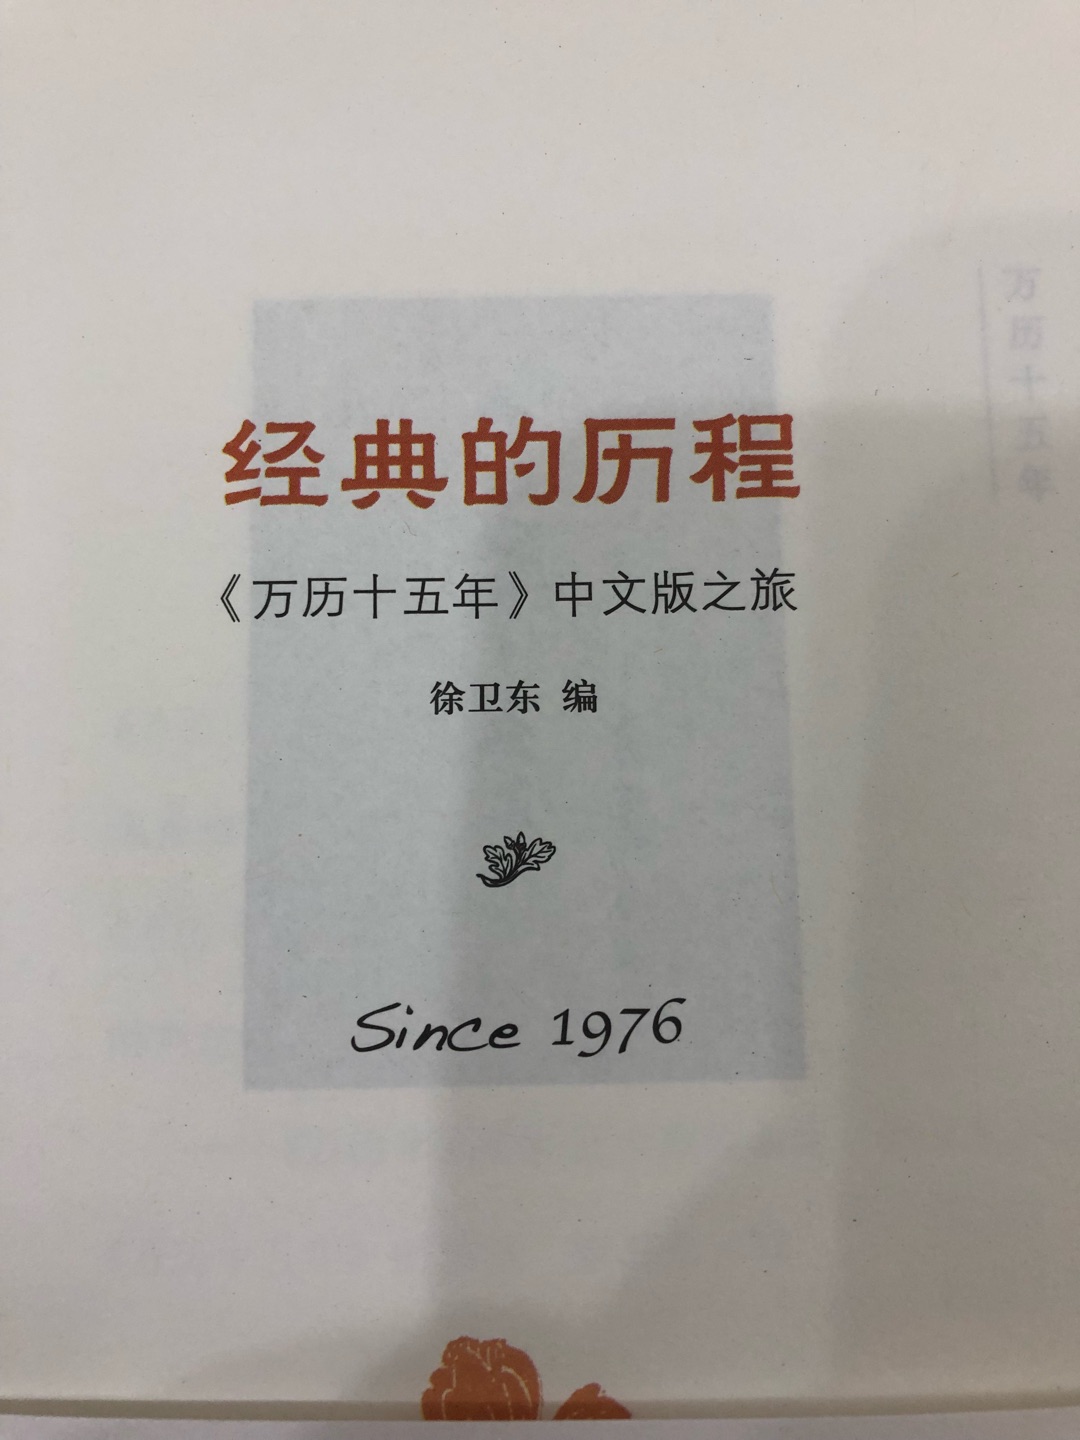 经典的历程
《万历十五年》中文版之旅
徐卫东 编
Since 1976
万历十五年